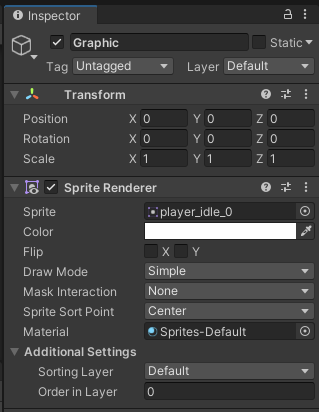 Inspector
Graphic Static
Tag Untagged Layer Default
Transform
Position X 0 Y 0 Z 0
Rotation X 0 Y 0 Z 0
Scale X 1 Y 1 Z 1
Sprite Renderer
Sprite player_idle_0
Color
Flip X Y
Draw Mode Simple
Mask Interaction None
Sprite Sort Point Center
Material Sprites-Default
Additional Settings
Sorting Layer Default
Order in Layer 0